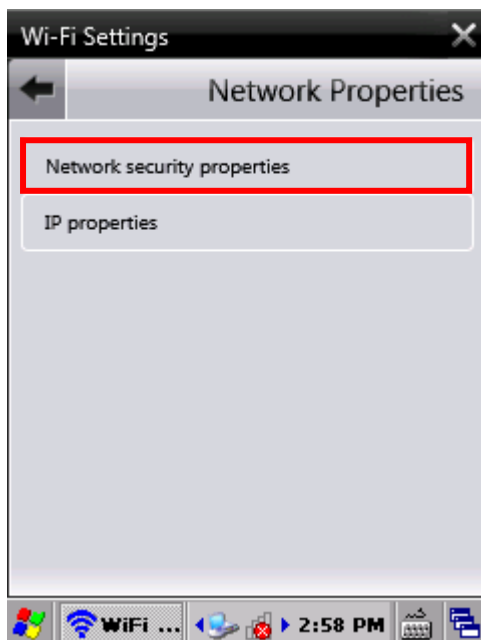 Wi-Fi Settings
Network Properties
Network security properties
IP properties
WiFi ... 2:58 PM